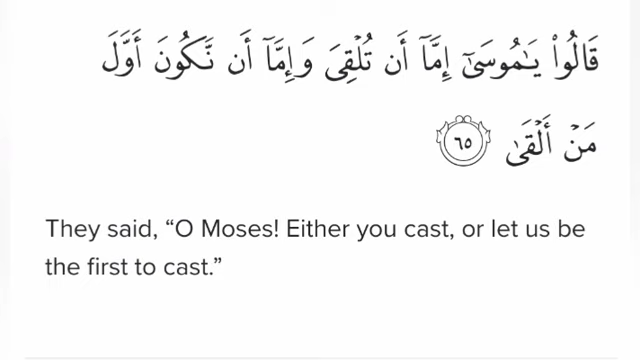 قَالُوا۟ يَـٰمُوسَىٰٓ إِمَّآ أَن تُلْقِىَ وَإِمَّآ أَن نَّكُونَ أَوَّلَ
مَنْ أَلْقَىٰ ٦٥
They said, “O Moses! Either you cast, or let us be
the first to cast.”